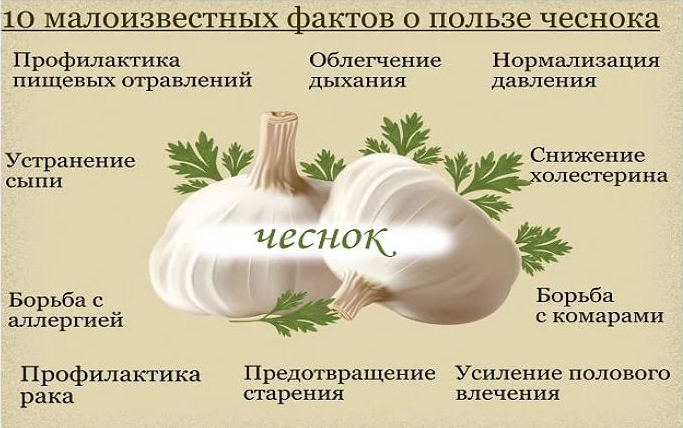 10 малоизвестных фактов о пользе чеснока
Профилактика
пищевых отравлений
Облегчение
дыхания
Нормализация
давления
Устранение
сыпи
Снижение
холестерина
чеснок
Борьба с
аллергией
Борьба
с комарами
Профилактика
рака
Предотвращение
старения
Усиление полового
влечения